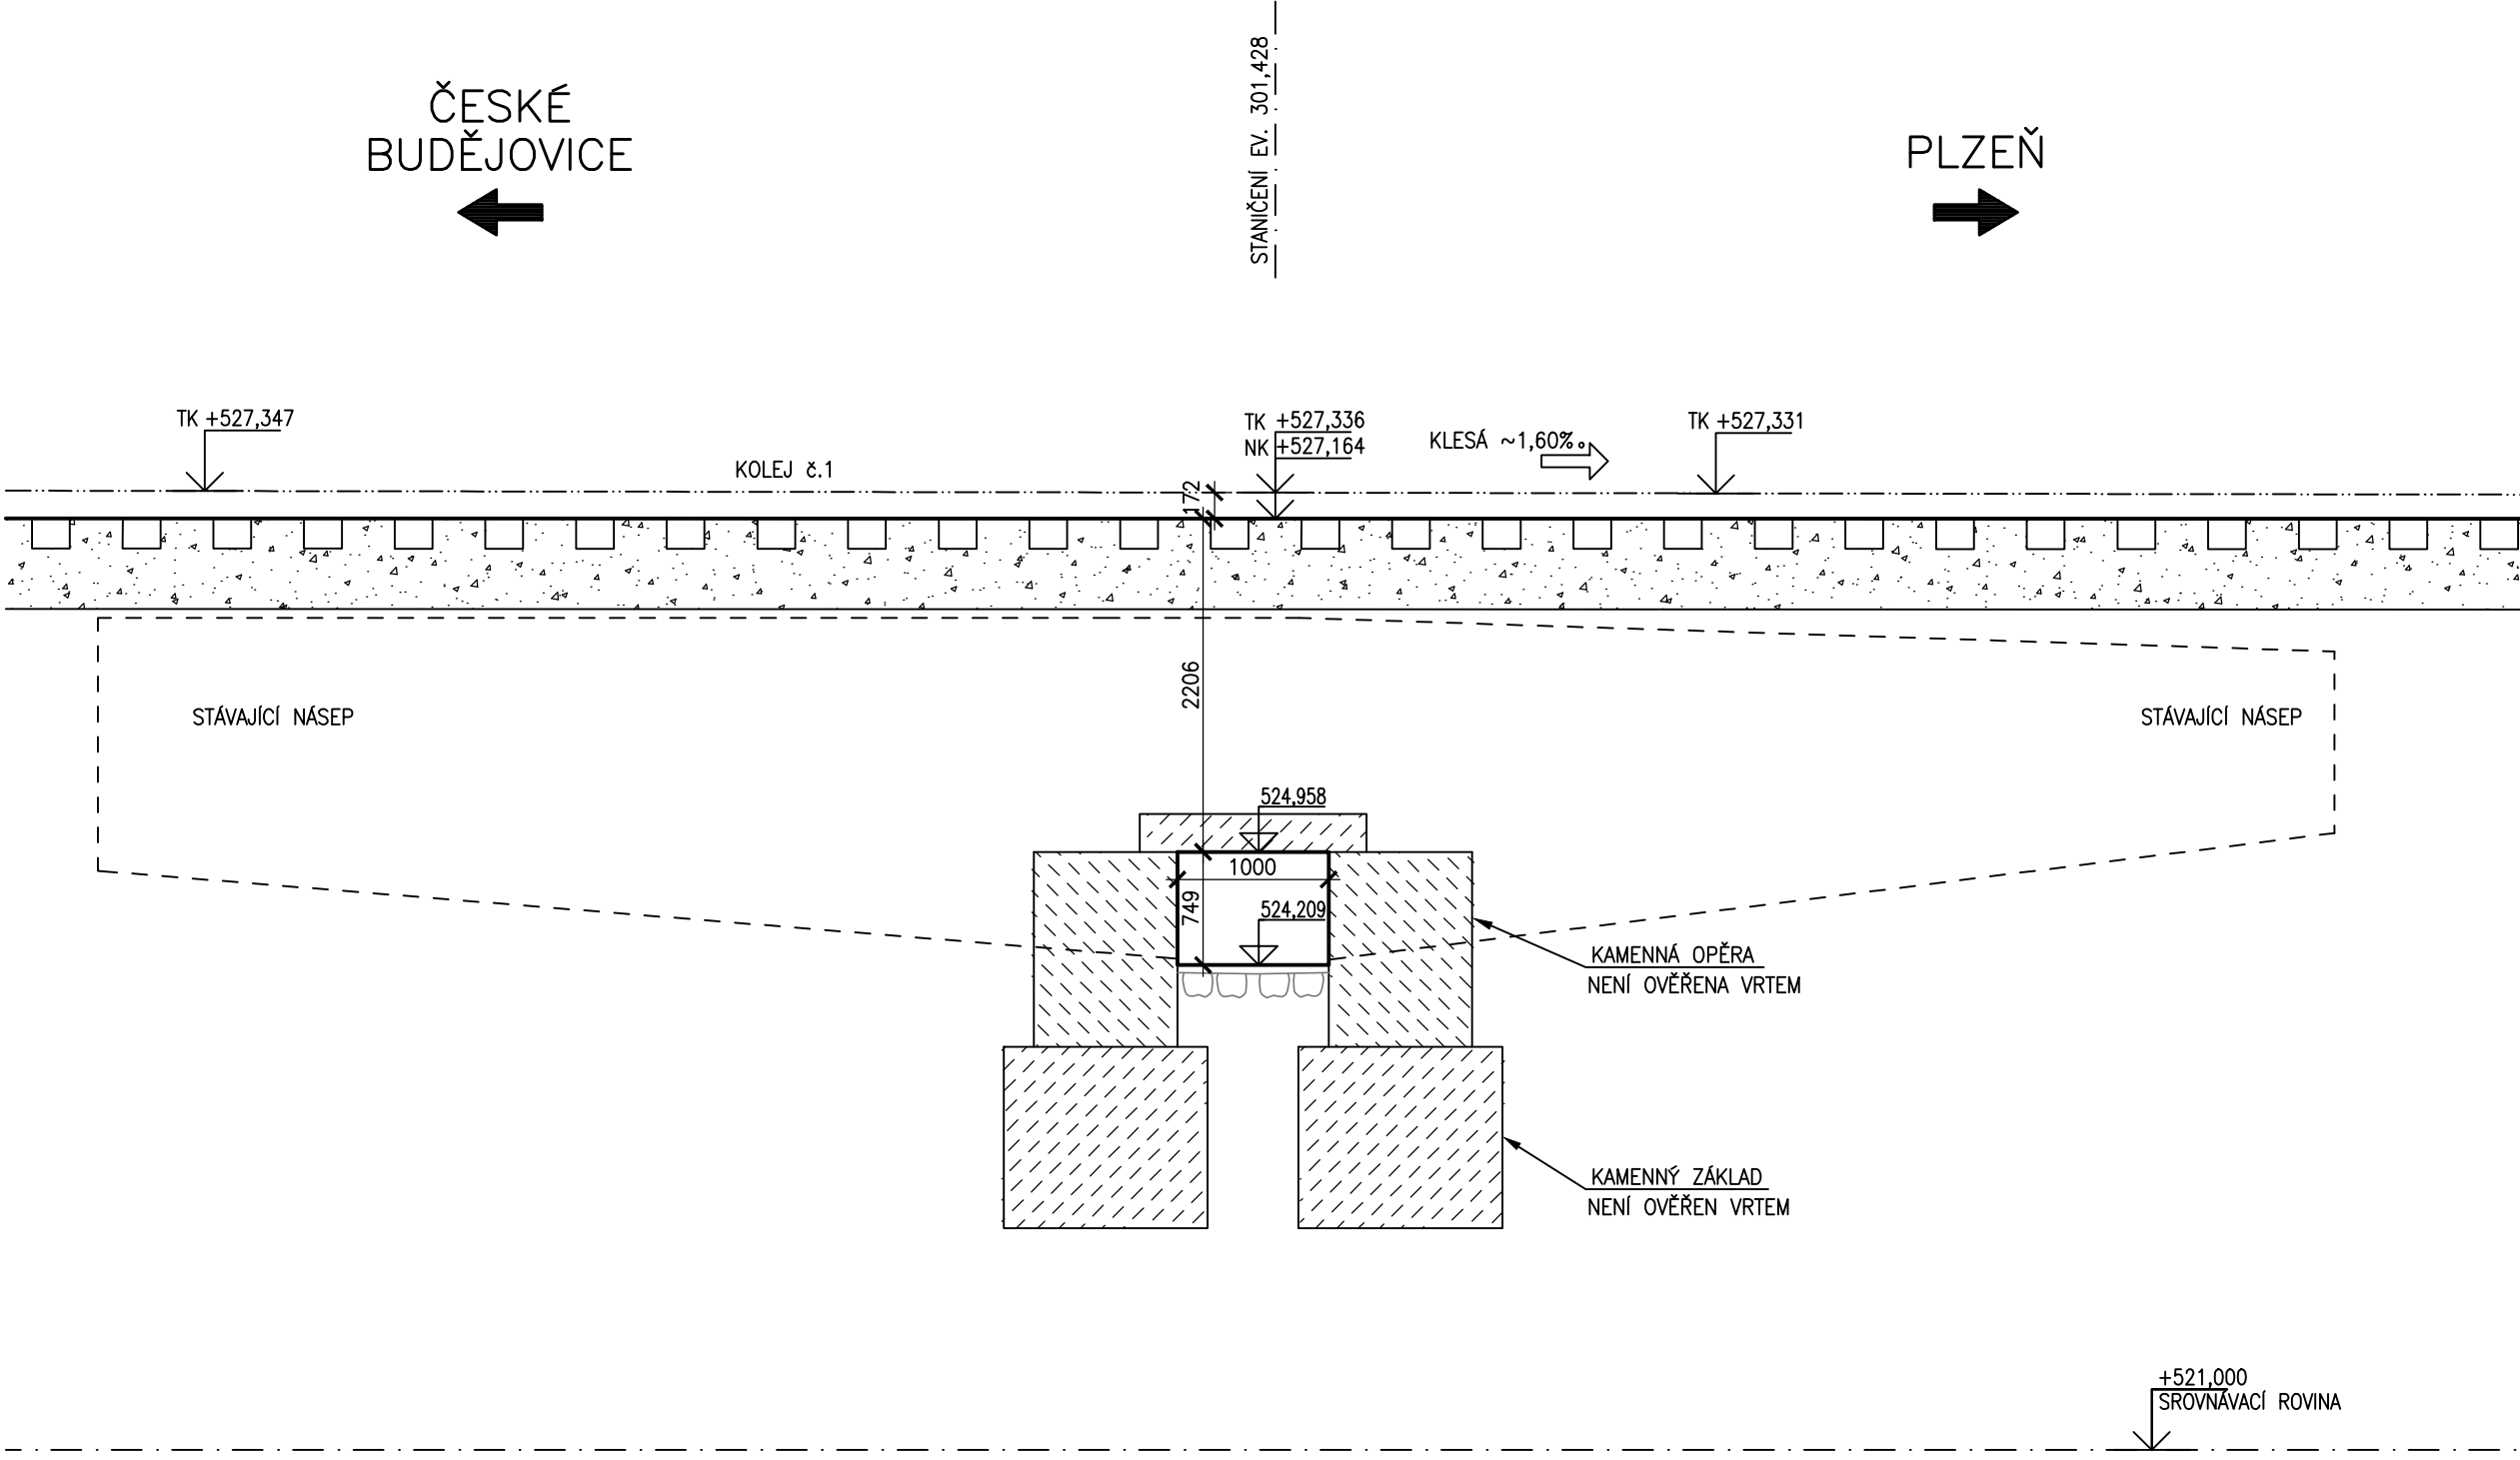 STANIČENÍ EV. 301,428
ČESKÉ
BUDĚJOVICE
PLZEŇ
TK +527,347
TK +527,336
NK +527,164
KLESÁ ~1,60%。
TK +527,331
KOLEJ č.1
172
2206
STÁVAJÍCÍ NÁSEP
STÁVAJÍCÍ NÁSEP
524,958
1000
749
524,209
KAMENNÁ OPĚRA
NENÍ OVĚŘENA VRTEM
KAMENNÝ ZÁKLAD
NENÍ OVĚŘEN VRTEM
+521,000
SROVNÁVACÍ ROVINA